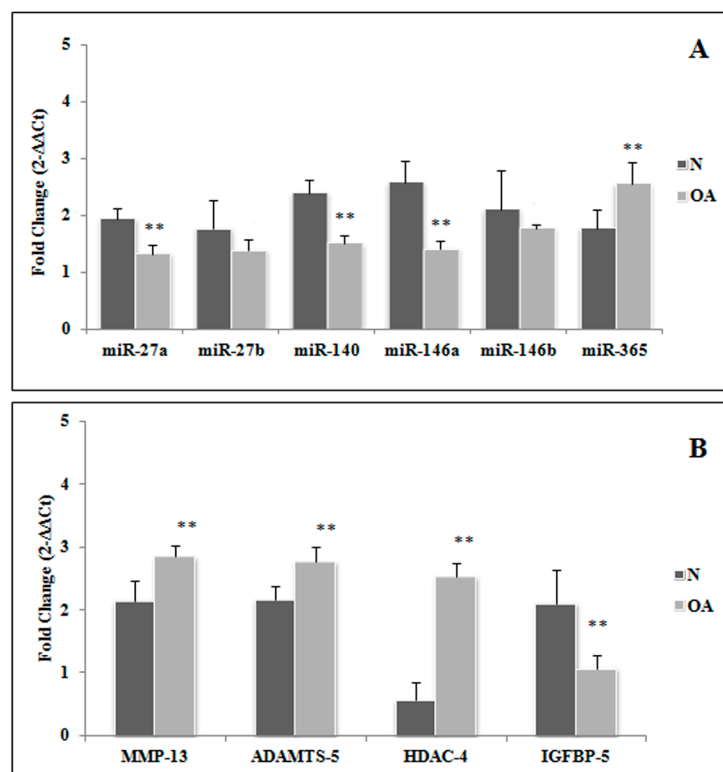 A
Fold Change (2-ΔΔCt)
5
4
3
2
1
0
**
**
**
**
N
OA
miR-27a miR-27b miR-140 miR-146a miR-146b miR-365
B
Fold Change (2-ΔΔCt)
5
4
3
2
1
0
**
**
**
**
N
OA
MMP-13 ADAMTS-5 HDAC-4 IGFBP-5